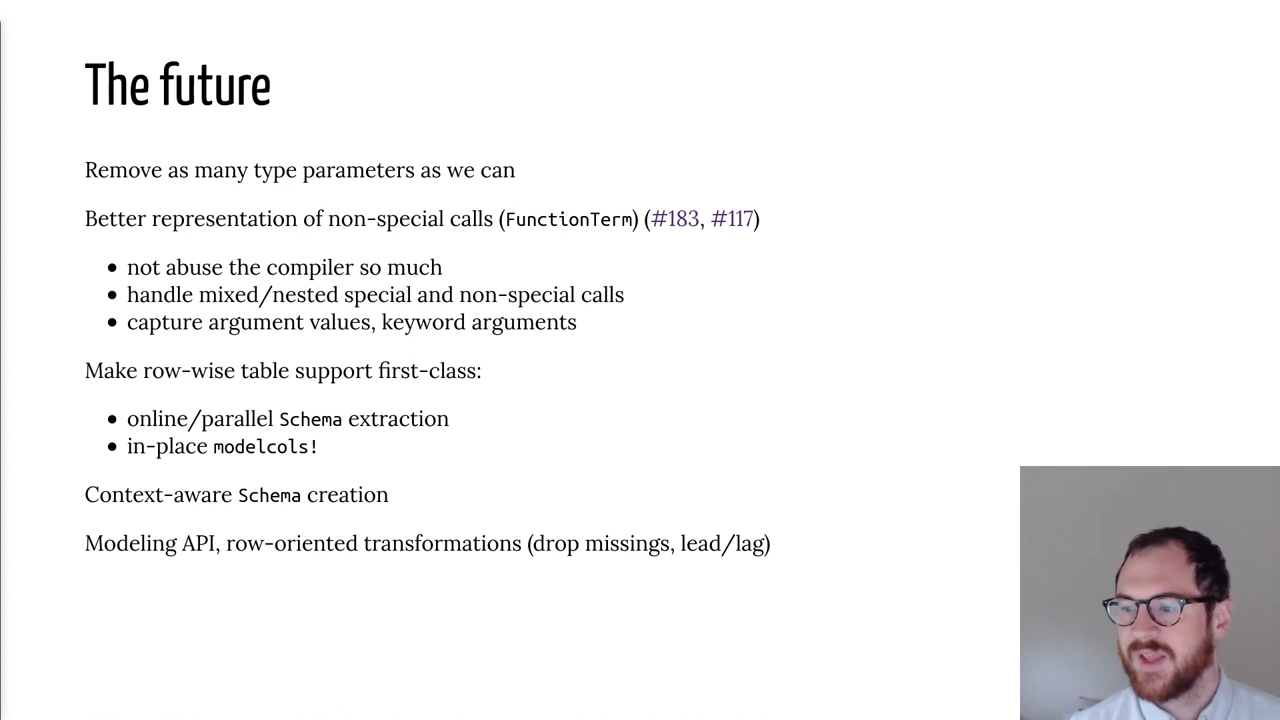 The future
Remove as many type parameters as we can
Better representation of non-special calls (FunctionTerm) (#183, #117)
• not abuse the compiler so much
• handle mixed/nested special and non-special calls
• capture argument values, keyword arguments
Make row-wise table support first-class:
• online/parallel Schema extraction
• in-place modelcols!
Context-aware Schema creation
Modeling API, row-oriented transformations (drop missings, lead/lag)